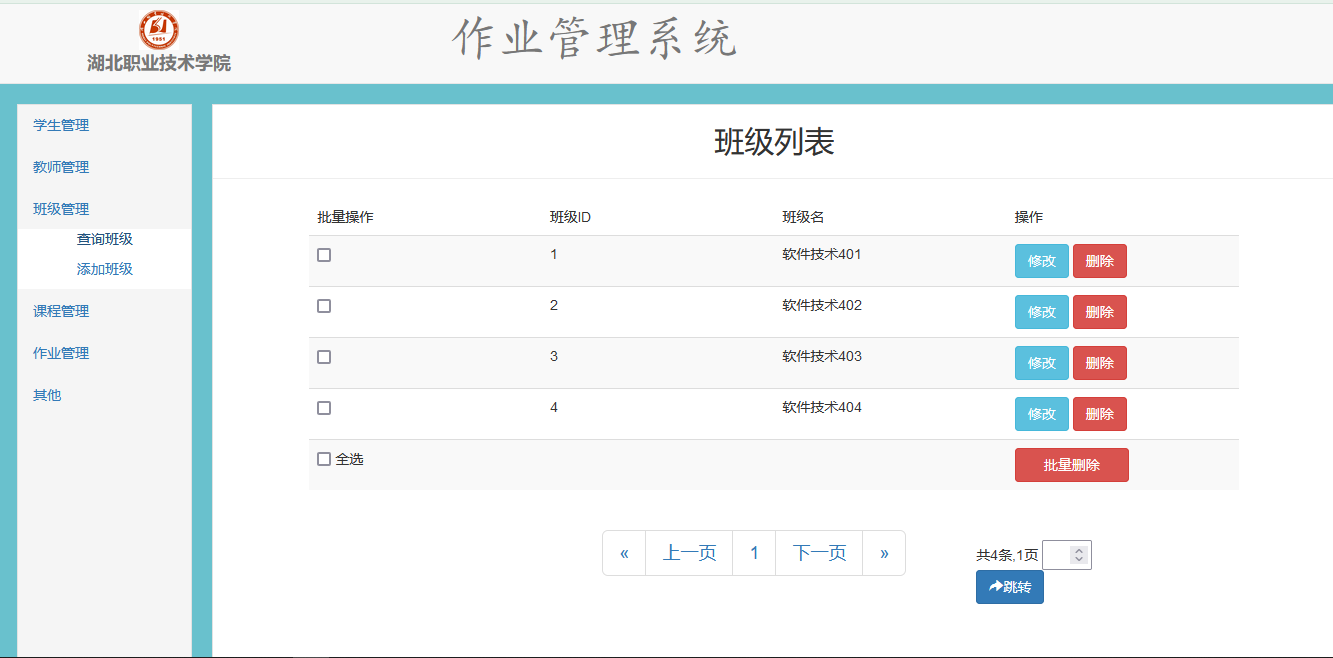 1951
湖北职业技术学院
作业管理系统
学生管理
教师管理
班级管理
查询班级
添加班级
课程管理
作业管理
其他
班级列表
批量操作 班级ID 班级名 操作
1 软件技术401 修改 删除
2 软件技术402 修改 删除
3 软件技术403 修改 删除
4 软件技术404 修改 删除
全选 批量删除
« 上一页 1 下一页 »
共4条,1页
跳转